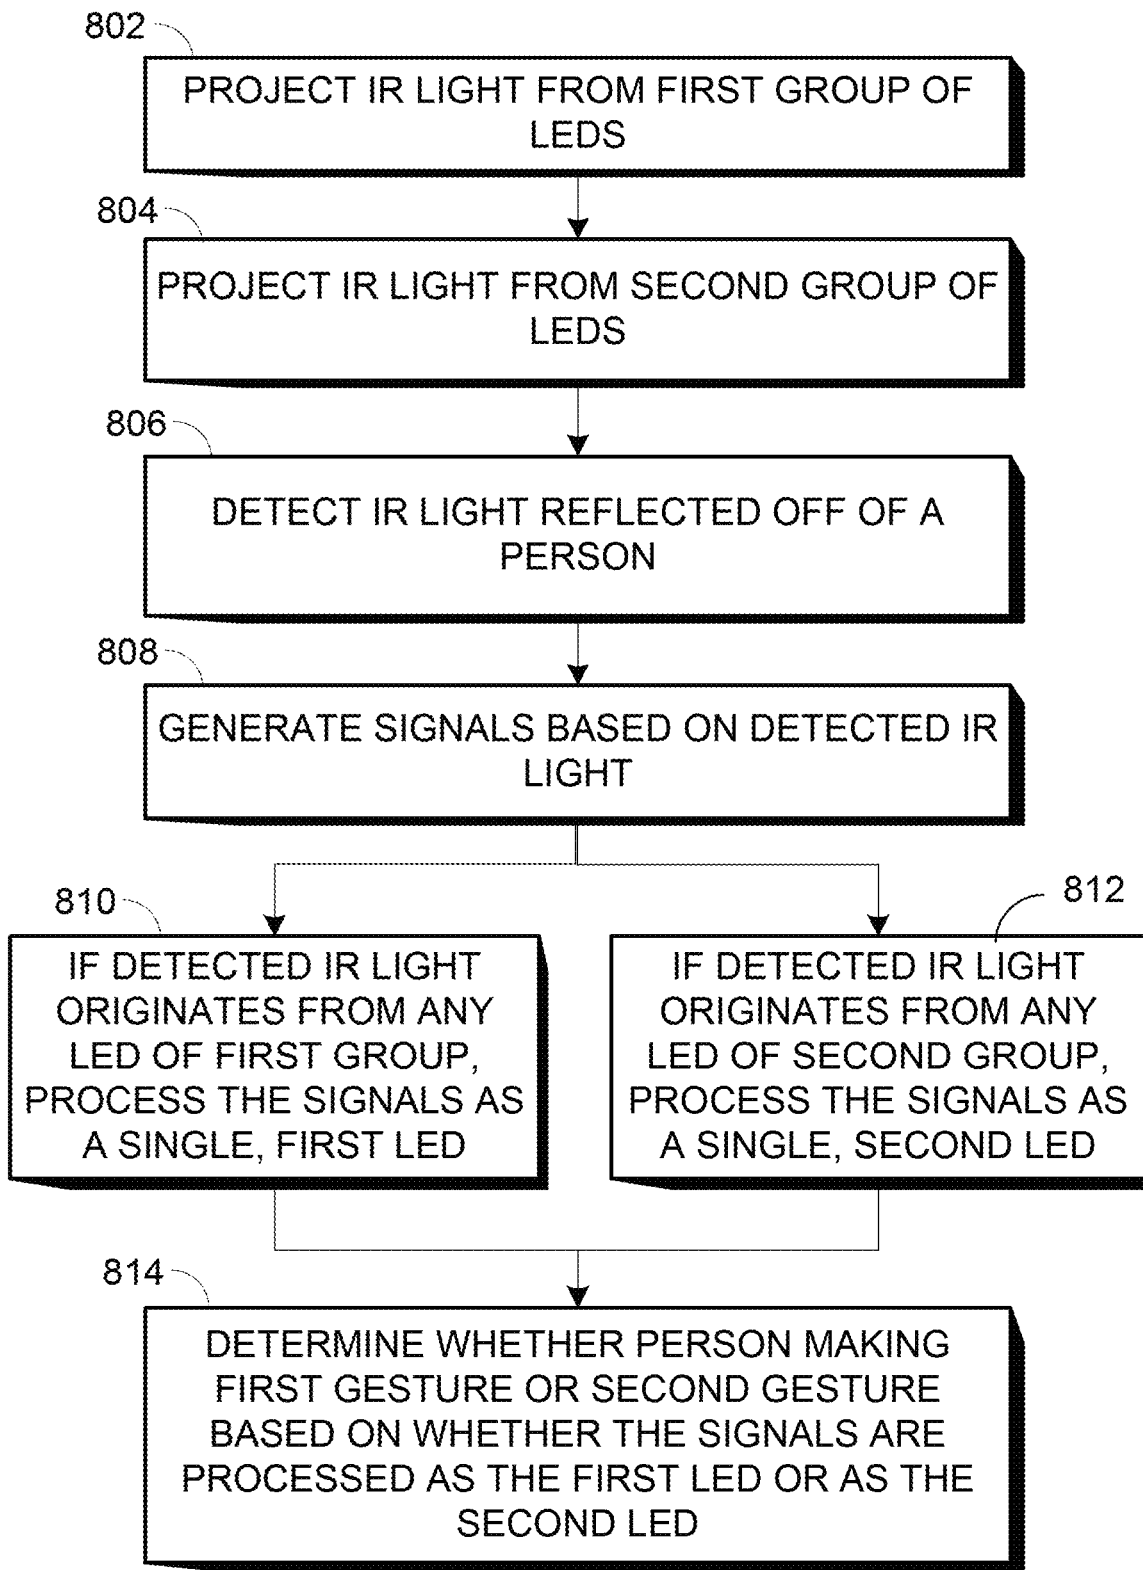 802
PROJECT IR LIGHT FROM FIRST GROUP OF
LEDS
804
PROJECT IR LIGHT FROM SECOND GROUP OF
LEDS
806
DETECT IR LIGHT REFLECTED OFF OF A
PERSON
808
GENERATE SIGNALS BASED ON DETECTED IR
LIGHT
810
IF DETECTED IR LIGHT
ORIGINATES FROM ANY
LED OF FIRST GROUP,
PROCESS THE SIGNALS AS
A SINGLE, FIRST LED
812
IF DETECTED IR LIGHT
ORIGINATES FROM ANY
LED OF SECOND GROUP,
PROCESS THE SIGNALS AS
A SINGLE, SECOND LED
814
DETERMINE WHETHER PERSON MAKING
FIRST GESTURE OR SECOND GESTURE
BASED ON WHETHER THE SIGNALS ARE
PROCESSED AS THE FIRST LED OR AS THE
SECOND LED